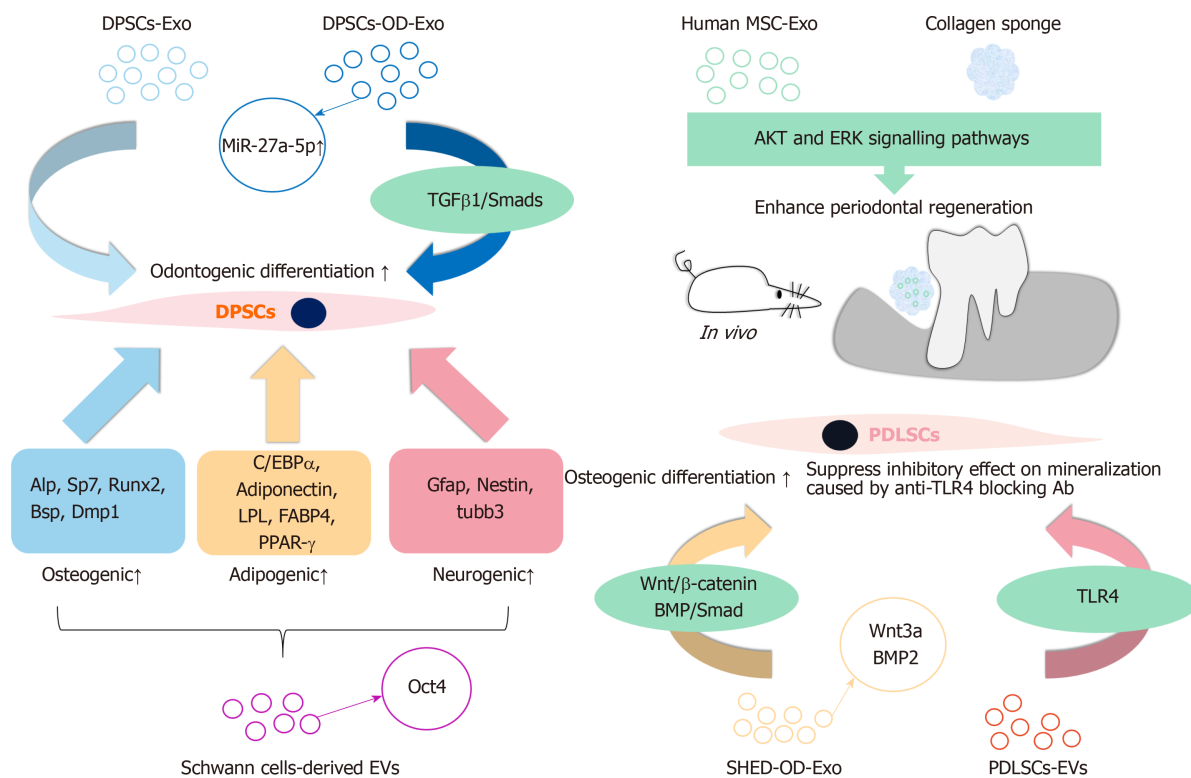 DPSCs-Exo
DPSCs-OD-Exo
MiR-27a-5p↑
TGFβ1/Smads
Odontogenic differentiation ↑
DPSCs
Alp, Sp7, Runx2,
Bsp, Dmp1
C/EBPα,
Adiponectin,
LPL, FABP4,
PPAR-γ
Gfap, Nestin,
tubb3
Osteogenic↑
Adipogenic↑
Neurogenic↑
Oct4
Schwann cells-derived EVs
Human MSC-Exo
Collagen sponge
AKT and ERK signalling pathways
Enhance periodontal regeneration
In vivo
PDLSCs
Osteogenic differentiation ↑
Suppress inhibitory effect on mineralization
caused by anti-TLR4 blocking Ab
Wnt/β-catenin
BMP/Smad
TLR4
Wnt3a
BMP2
SHED-OD-Exo
PDLSCs-EVs